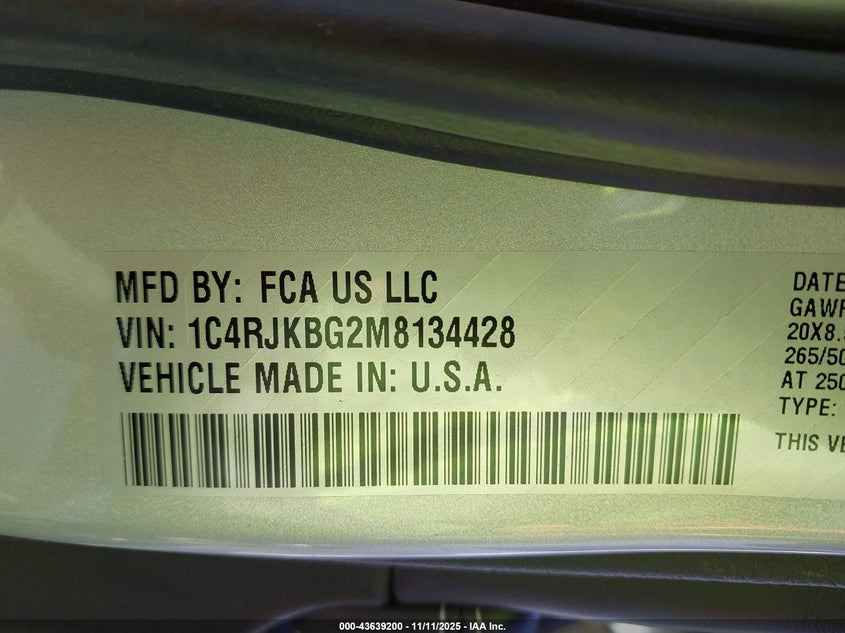 MFD BY: FCA US LLC
VIN: 1C4RJKBG2M8134428
VEHICLE MADE IN: U.S.A.
DATE
GAWR
20X8.
265/50
AT 250
TYPE:
THIS VE
000-43639200 - 11/11/2025 - IAA Inc.